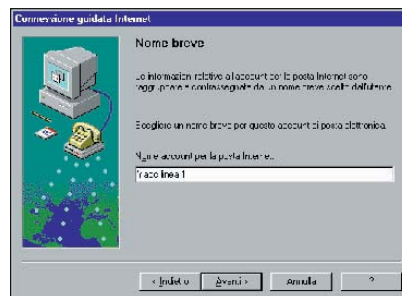 Connessione guidata Internet
Nome breve
Le informazioni relative all'account per la posta Internet sono
raggruppate e contrassegnate da un nome breve scelto dall'utente
Scegliere un nome breve per questo account di posta elettronica.
Nome account per la posta Internet:
linea 1
< Indietro
Avanti >
Annulla
?